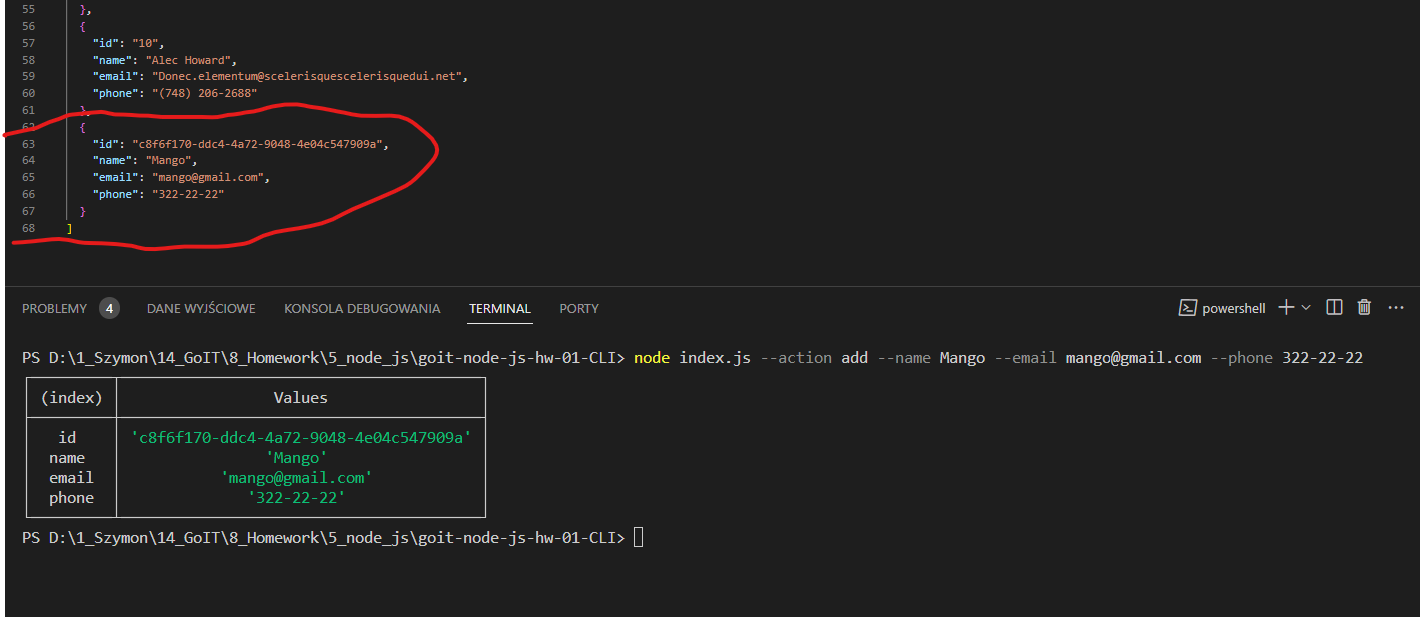 55 },
56 {
57 "id": "10",
58 "name": "Alec Howard",
59 "email": "Donec.elementum@scelerisquescelerisquedui.net",
60 "phone": "(748) 206-2688"
61 },
62 {
63 "id": "c8f6f170-ddc4-4a72-9048-4e04c547909a",
64 "name": "Mango",
65 "email": "mango@gmail.com",
66 "phone": "322-22-22"
67 }
68 ]
PROBLEMY 4 DANE WYJŚCIOWE KONSOLA DEBUGOWANIA TERMINAL PORTY powershell
PS D:\1_Szymon\14_GoIT\8_Homework\5_node_js\goit-node-js-hw-01-CLI> node index.js --action add --name Mango --email mango@gmail.com --phone 322-22-22
(index) Values
id 'c8f6f170-ddc4-4a72-9048-4e04c547909a'
name 'Mango'
email 'mango@gmail.com'
phone '322-22-22'
PS D:\1_Szymon\14_GoIT\8_Homework\5_node_js\goit-node-js-hw-01-CLI>